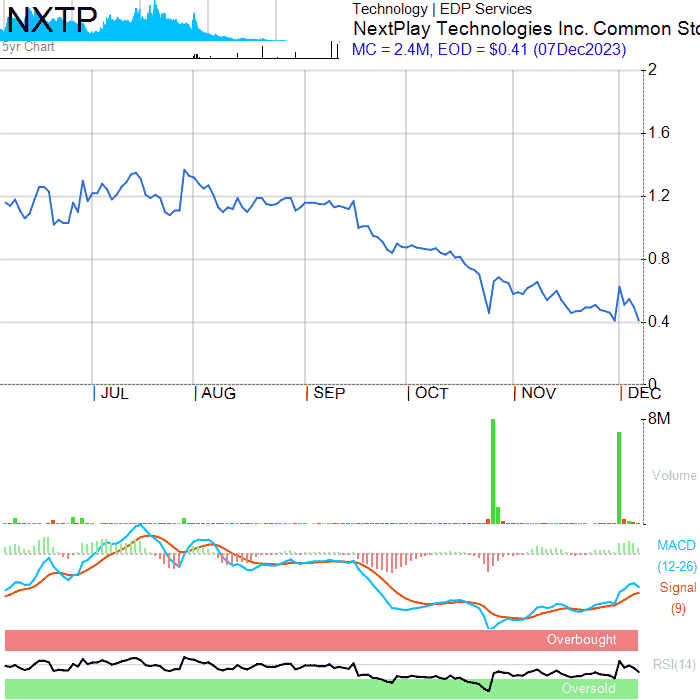 NXTP
5yr Chart
Technology | EDP Services
NextPlay Technologies Inc. Common Sto
MC = 2.4M, EOD = $0.41 (07Dec2023)
2
1.6
1.2
0.8
0.4
0
JUL
AUG
SEP
OCT
NOV
DEC
8M
Volume
MACD
(12-26)
Signal
(9)
Overbought
RSI(14)
Oversold